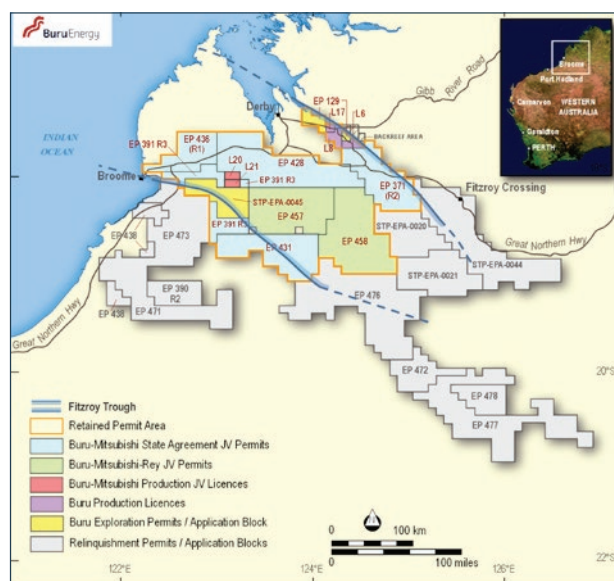 BuruEnergy
Broome
Port Hedland
Carnarvon
WESTERN
AUSTRALIA
Geraldton
PERTH
Gibb
River Road
Derby
EP 129
L17
L6
BACKREEF AREA
L8
INDIAN
OCEAN
EP 391 R3
EP 436
(R1)
EP 428
L20
L21
EP 391 R3
EP 371
(R2)
Broome
Fitzroy Crossing
STP-EPA-0045
EP 457
EP 391 R3
STP-EPA-0020
Great Northern Hwy
EP 438
EP 473
EP 431
EP 458
STP-EPA-0044
STP-EPA-0021
EP 390
R2
EP 476
EP 438
EP 471
Great Northern Hwy
EP 472
20°S
EP 478
EP 477
Fitzroy Trough
Retained Permit Area
Buru-Mitsubishi State Agreement JV Permits
Buru-Mitsubishi-Rey JV Permits
Buru-Mitsubishi Production JV Licences
Buru Production Licences
Buru Exploration Permits / Application Block
Relinquishment Permits / Application Blocks
0 100 km
0 100 miles
122°E
124°E
126°E
22°S